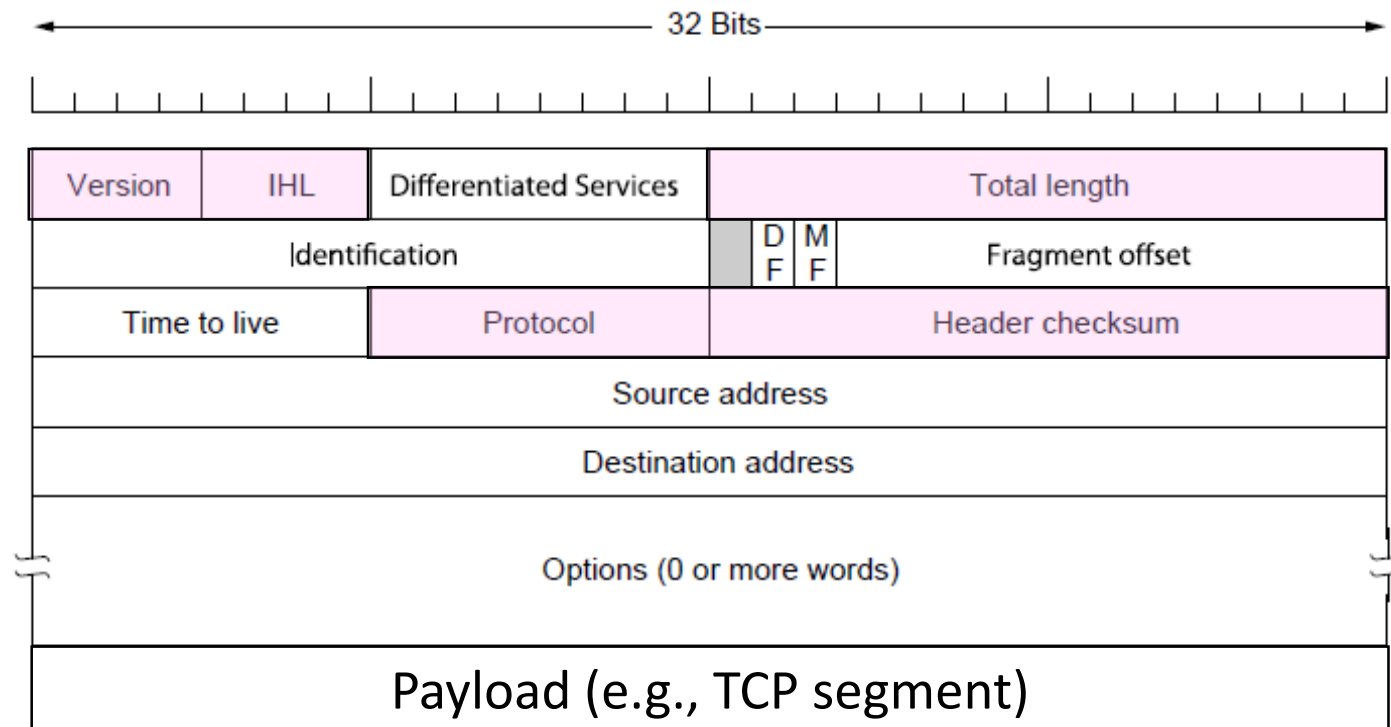 32 Bits
Version IHL Differentiated Services Total length
Identification D F M F Fragment offset
Time to live Protocol Header checksum
Source address
Destination address
Options (0 or more words)
Payload (e.g., TCP segment)